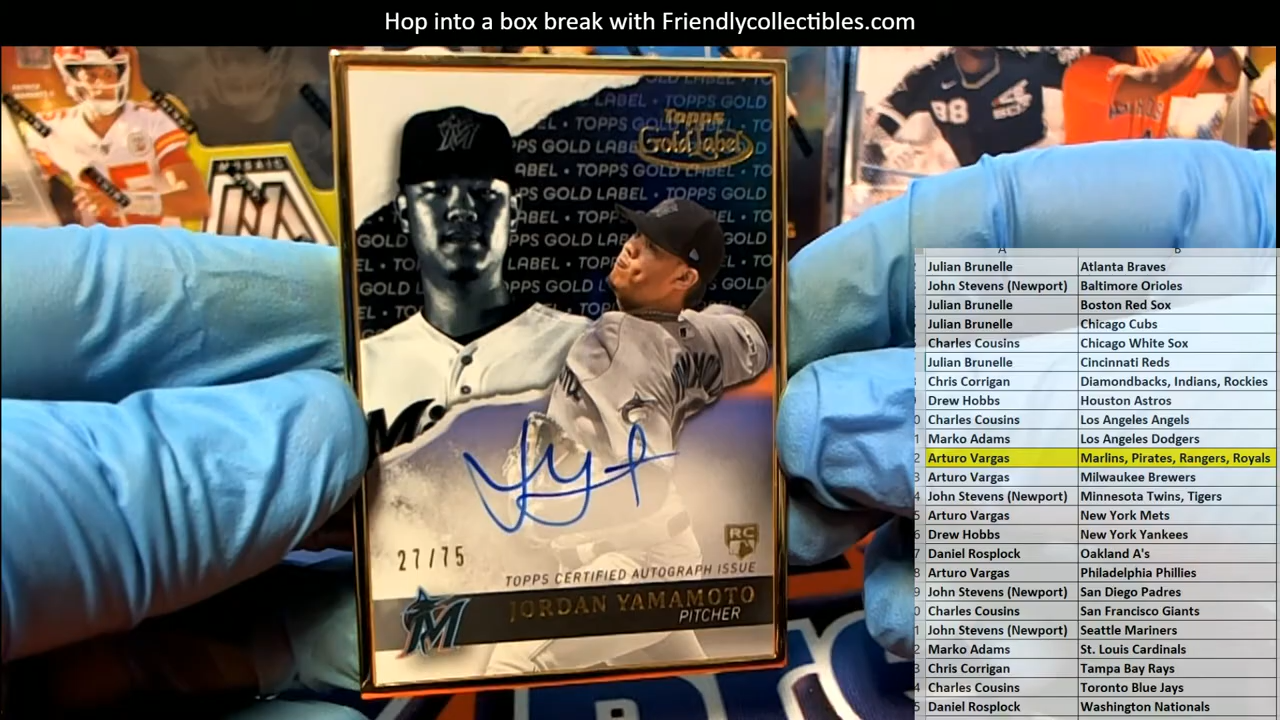 Hop into a box break with Friendlycollectibles.com
Topps
Gold Label
LABEL • TOPPS GOLD
27/75
RC
TOPPS CERTIFIED AUTOGRAPH ISSUE
JORDAN YAMAMOTO
PITCHER
M
98
MOSAIC
A B
Julian Brunelle Atlanta Braves
John Stevens (Newport) Baltimore Orioles
Julian Brunelle Boston Red Sox
Julian Brunelle Chicago Cubs
Charles Cousins Chicago White Sox
Julian Brunelle Cincinnati Reds
Chris Corrigan Diamondbacks, Indians, Rockies
Drew Hobbs Houston Astros
Charles Cousins Los Angeles Angels
Marko Adams Los Angeles Dodgers
Arturo Vargas Marlins, Pirates, Rangers, Royals
Arturo Vargas Milwaukee Brewers
John Stevens (Newport) Minnesota Twins, Tigers
Arturo Vargas New York Mets
Drew Hobbs New York Yankees
Daniel Rosplock Oakland A's
Arturo Vargas Philadelphia Phillies
John Stevens (Newport) San Diego Padres
Charles Cousins San Francisco Giants
John Stevens (Newport) Seattle Mariners
Marko Adams St. Louis Cardinals
Chris Corrigan Tampa Bay Rays
Charles Cousins Toronto Blue Jays
Daniel Rosplock Washington Nationals